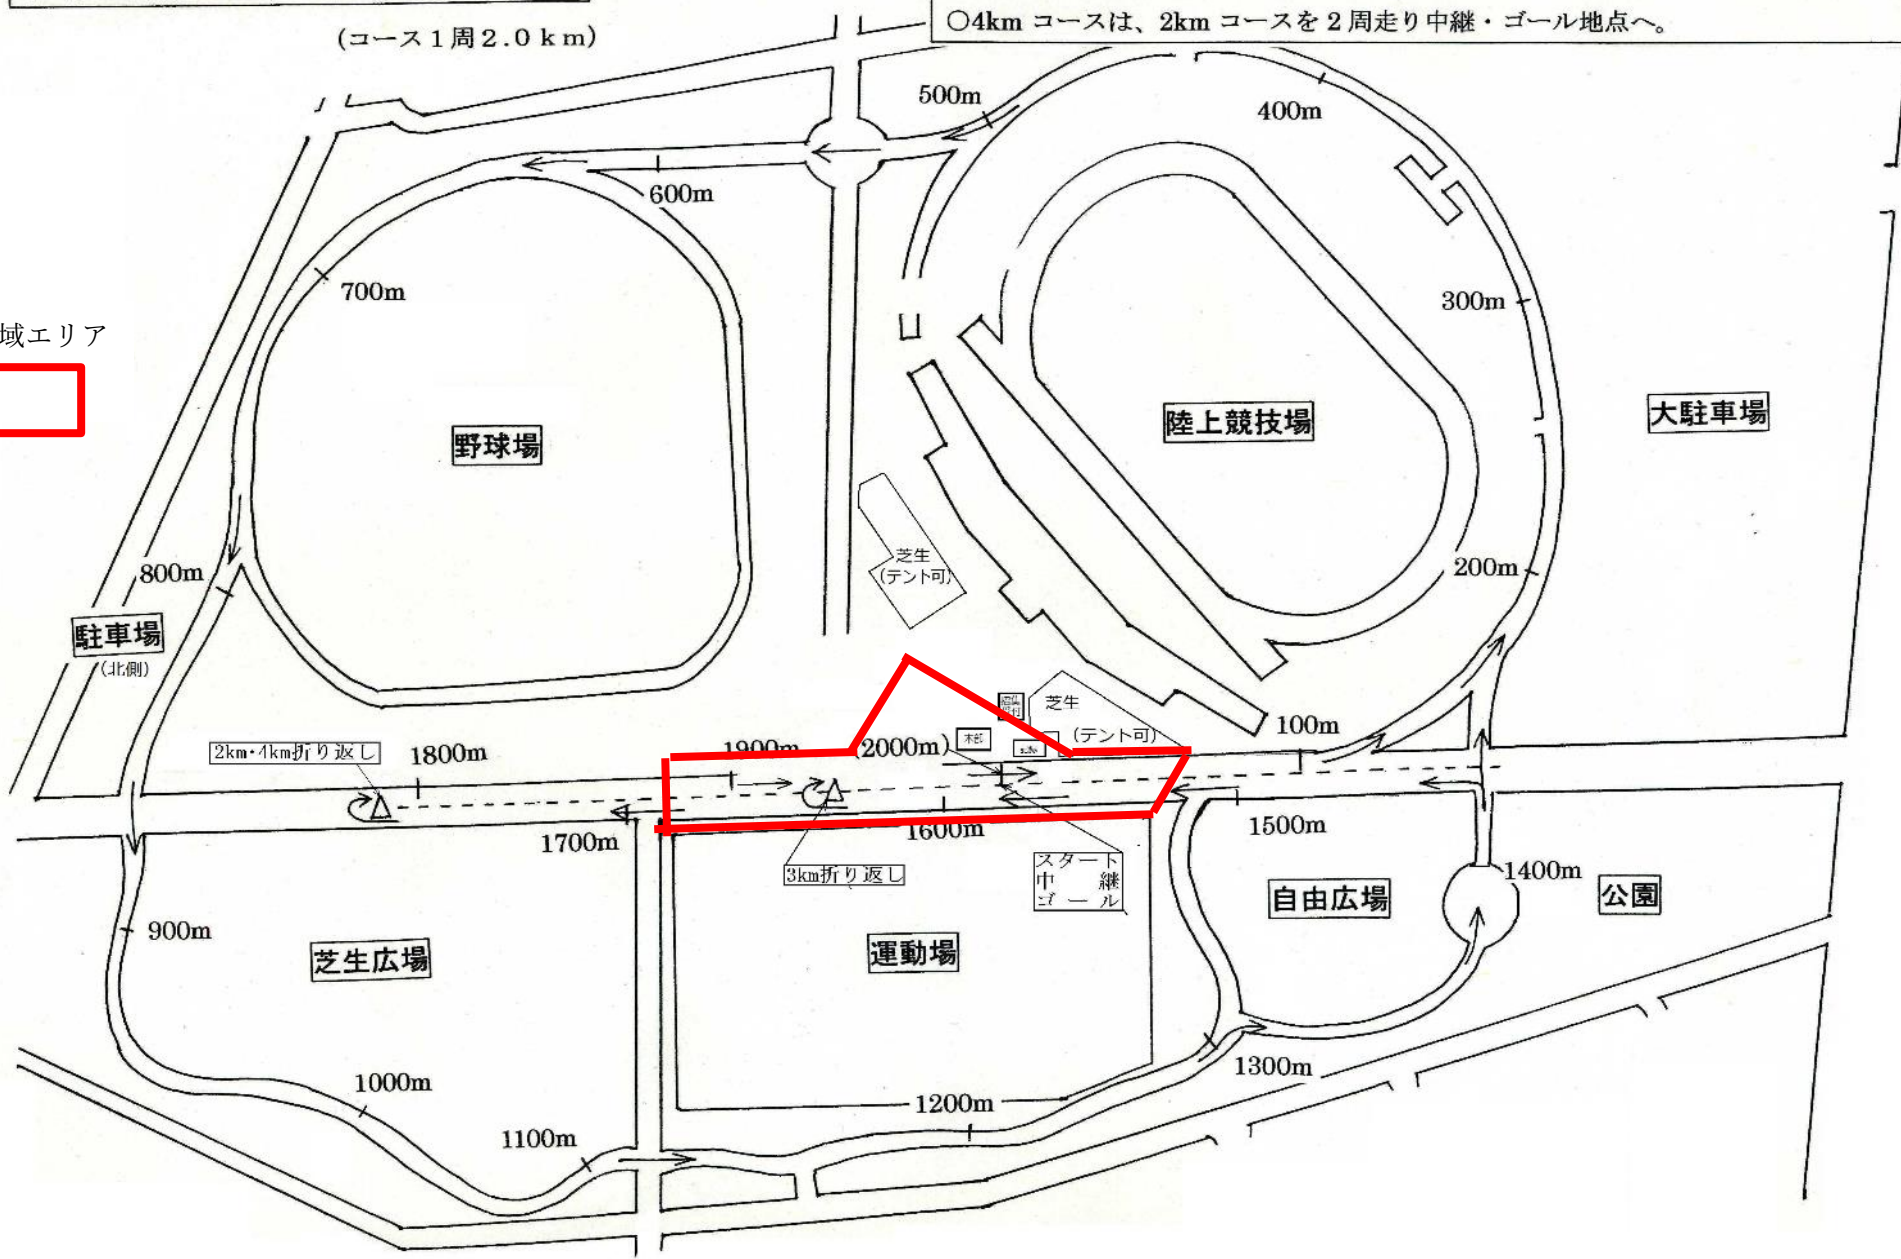 (コース１周２.０ｋｍ)
○4km コースは、2km コースを 2 周走り中継・ゴール地点へ。
500m
400m
600m
700m
300m
域エリア
野球場
陸上競技場
大駐車場
芝生
(テント可)
200m
800m
駐車場
(北側)
芝生
(テント可)
100m
本部
2km・4km折り返し
1800m
1900m
(2000m)
1700m
1600m
1500m
3km折り返し
スタート
中　継
ゴール
1400m
自由広場
公園
900m
芝生広場
運動場
1000m
1100m
1200m
1300m